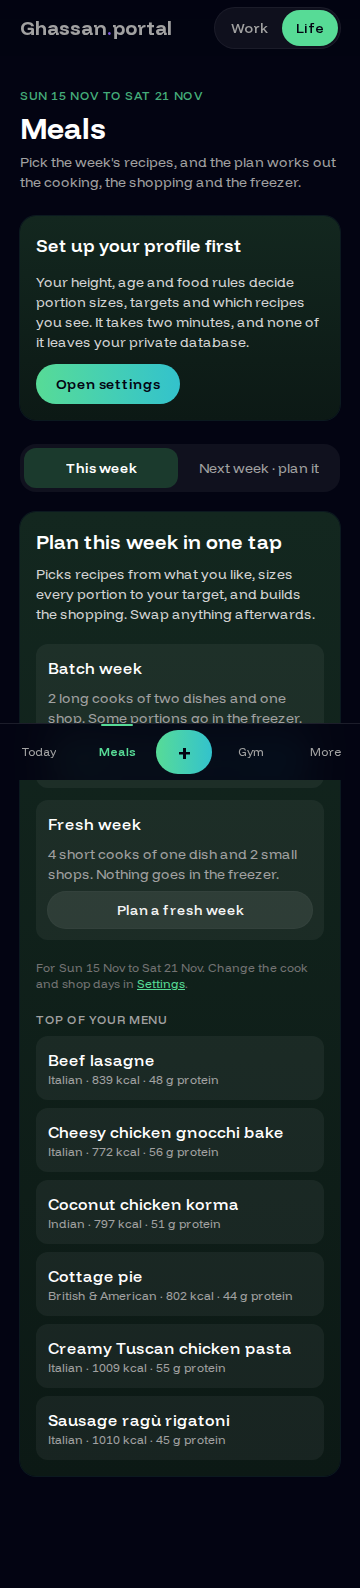 Ghassan.portal
Work
Life
SUN 15 NOV TO SAT 21 NOV
Meals
Pick the week's recipes, and the plan works out
the cooking, the shopping and the freezer.
Set up your profile first
Your height, age and food rules decide
portion sizes, targets and which recipes
you see. It takes two minutes, and none of
it leaves your private database.
Open settings
This week
Next week · plan it
Plan this week in one tap
Picks recipes from what you like, sizes
every portion to your target, and builds
the shopping. Swap anything afterwards.
Batch week
2 long cooks of two dishes and one
shop. Some portions go in the freezer.
Today
Meals
+
Gym
More
Fresh week
4 short cooks of one dish and 2 small
shops. Nothing goes in the freezer.
Plan a fresh week
For Sun 15 Nov to Sat 21 Nov. Change the cook
and shop days in Settings.
TOP OF YOUR MENU
Beef lasagne
Italian · 839 kcal · 48 g protein
Cheesy chicken gnocchi bake
Italian · 772 kcal · 56 g protein
Coconut chicken korma
Indian · 797 kcal · 51 g protein
Cottage pie
British & American · 802 kcal · 44 g protein
Creamy Tuscan chicken pasta
Italian · 1009 kcal · 55 g protein
Sausage ragù rigatoni
Italian · 1010 kcal · 45 g protein